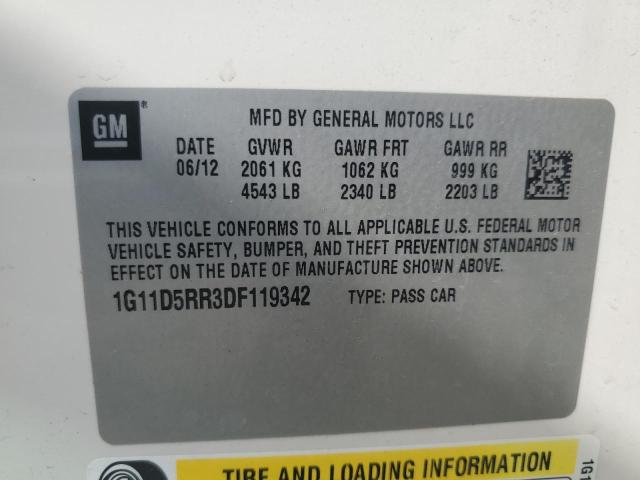 GM®
MFD BY GENERAL MOTORS LLC
DATE GVWR GAWR FRT GAWR RR
06/12 2061 KG 1062 KG 999 KG
4543 LB 2340 LB 2203 LB
THIS VEHICLE CONFORMS TO ALL APPLICABLE U.S. FEDERAL MOTOR
VEHICLE SAFETY, BUMPER, AND THEFT PREVENTION STANDARDS IN
EFFECT ON THE DATE OF MANUFACTURE SHOWN ABOVE.
1G11D5RR3DF119342 TYPE: PASS CAR
TIRE AND LOADING INFORMATION